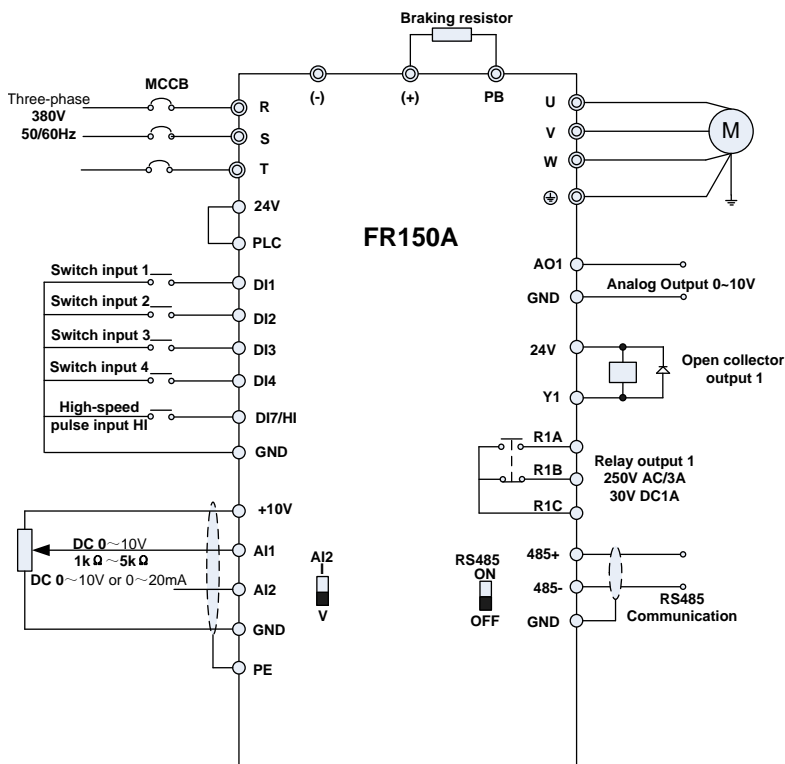 Braking resistor
MCCB
Three-phase
380V
50/60Hz
(-)
(+)
PB
R
S
T
U
V
W
M
24V
PLC
FR150A
Switch input 1
DI1
Switch input 2
DI2
Switch input 3
DI3
Switch input 4
DI4
High-speed
pulse input HI
DI7/HI
GND
AO1
Analog Output 0~10V
GND
24V
Open collector
output 1
Y1
R1A
R1B
R1C
Relay output 1
250V AC/3A
30V DC1A
+10V
DC 0～10V
1kΩ～5kΩ
AI1
DC 0～10V or 0～20mA
AI2
GND
PE
AI2
I
V
RS485
ON
OFF
485+
485-
GND
RS485
Communication